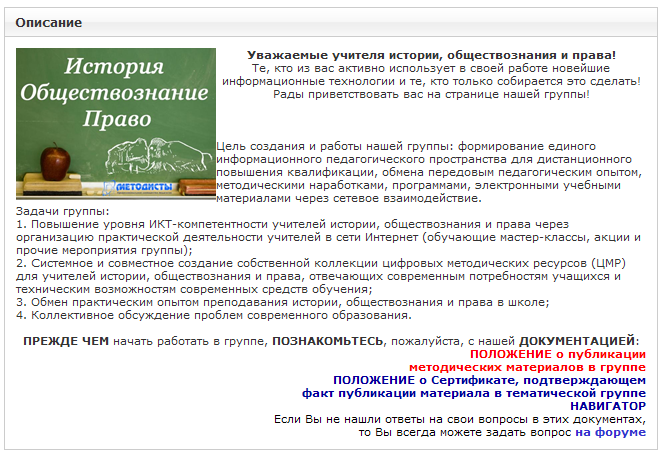 Описание
История
Обществознание
Право
МЕТОДИСТЫ
Уважаемые учителя истории, обществознания и права!
Те, кто из вас активно использует в своей работе новейшие
информационные технологии и те, кто только собирается это сделать!
Рады приветствовать вас на странице нашей группы!
Цель создания и работы нашей группы: формирование единого
информационного педагогического пространства для дистанционного
повышения квалификации, обмена передовым педагогическим опытом,
методическими наработками, программами, электронными учебными
материалами через сетевое взаимодействие.
Задачи группы:
1. Повышение уровня ИКТ-компетентности учителей истории, обществознания и права через
организацию практической деятельности учителей в сети Интернет (обучающие мастер-классы, акции и
прочие мероприятия группы);
2. Системное и совместное создание собственной коллекции цифровых методических ресурсов (ЦМР)
для учителей истории, обществознания и права, отвечающих современным потребностям учащихся и
техническим возможностям современных средств обучения;
3. Обмен практическим опытом преподавания истории, обществознания и права в школе;
4. Коллективное обсуждение проблем современного образования.
ПРЕЖДЕ ЧЕМ начать работать в группе, ПОЗНАКОМЬТЕСЬ, пожалуйста, с нашей ДОКУМЕНТАЦИЕЙ:
ПОЛОЖЕНИЕ о публикации
методических материалов в группе
ПОЛОЖЕНИЕ о Сертификате, подтверждающем
факт публикации материала в тематической группе
НАВИГАТОР
Если Вы не нашли ответы на свои вопросы в этих документах,
то Вы всегда можете задать вопрос на форуме